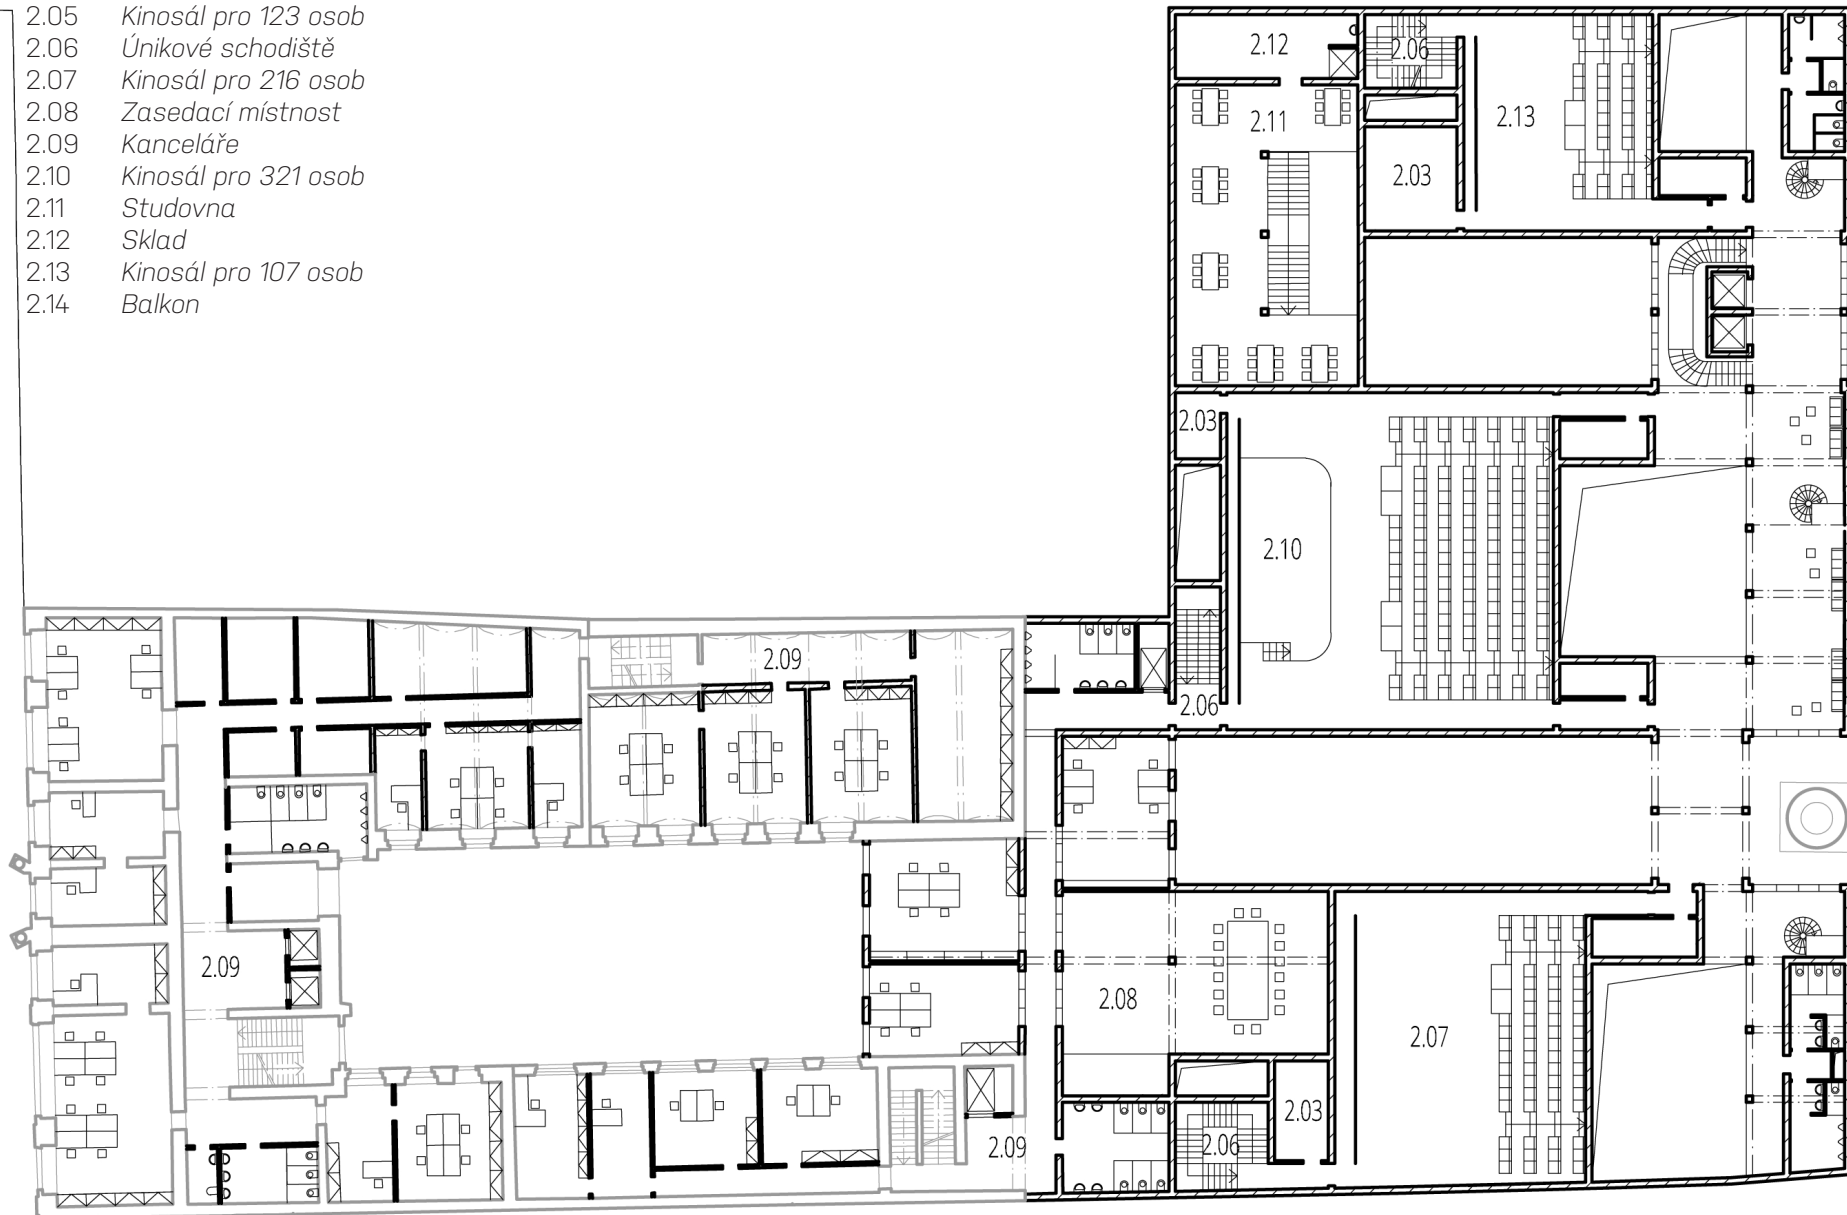 2.05 Kinosál pro 123 osob
2.06 Únikové schodiště
2.07 Kinosál pro 216 osob
2.08 Zasedací místnost
2.09 Kanceláře
2.10 Kinosál pro 321 osob
2.11 Studovna
2.12 Sklad
2.13 Kinosál pro 107 osob
2.14 Balkon
2.12
2.06
2.11
2.13
2.03
2.03
2.10
2.09
2.06
2.09
2.08
2.07
2.03
2.06
2.09